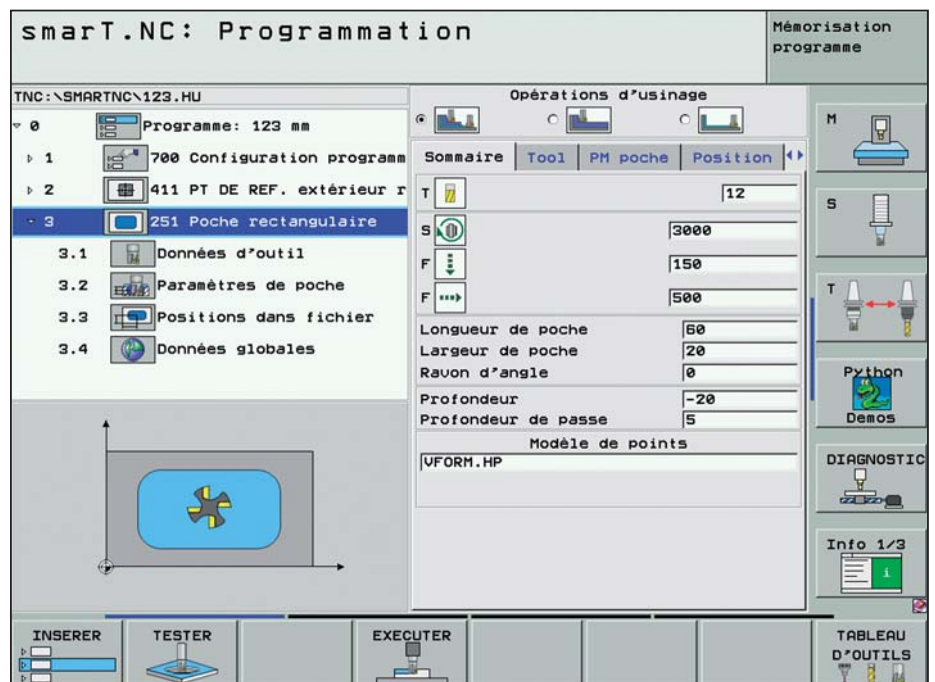 smarT.NC: Programmation
Mémorisation
programme
TNC:\SMARTNC\123.HU
0 Programme: 123 mm
1 700 Configuration programm
2 411 PT DE REF. extérieur r
3 251 Poche rectangulaire
3.1 Données d'outil
3.2 Paramètres de poche
3.3 Positions dans fichier
3.4 Données globales
Opérations d'usinage
Sommaire Tool PM poche Position
T 12
S 3000
F 150
F 500
Longueur de poche 60
Largeur de poche 20
Rayon d'angle 0
Profondeur -20
Profondeur de passe 5
Modèle de points
VFORM.HP
M
S
T
Python
Demos
DIAGNOSTIC
Info 1/3
i
INSERER
TESTER
EXECUTER
TABLEAU
D'OUTILS